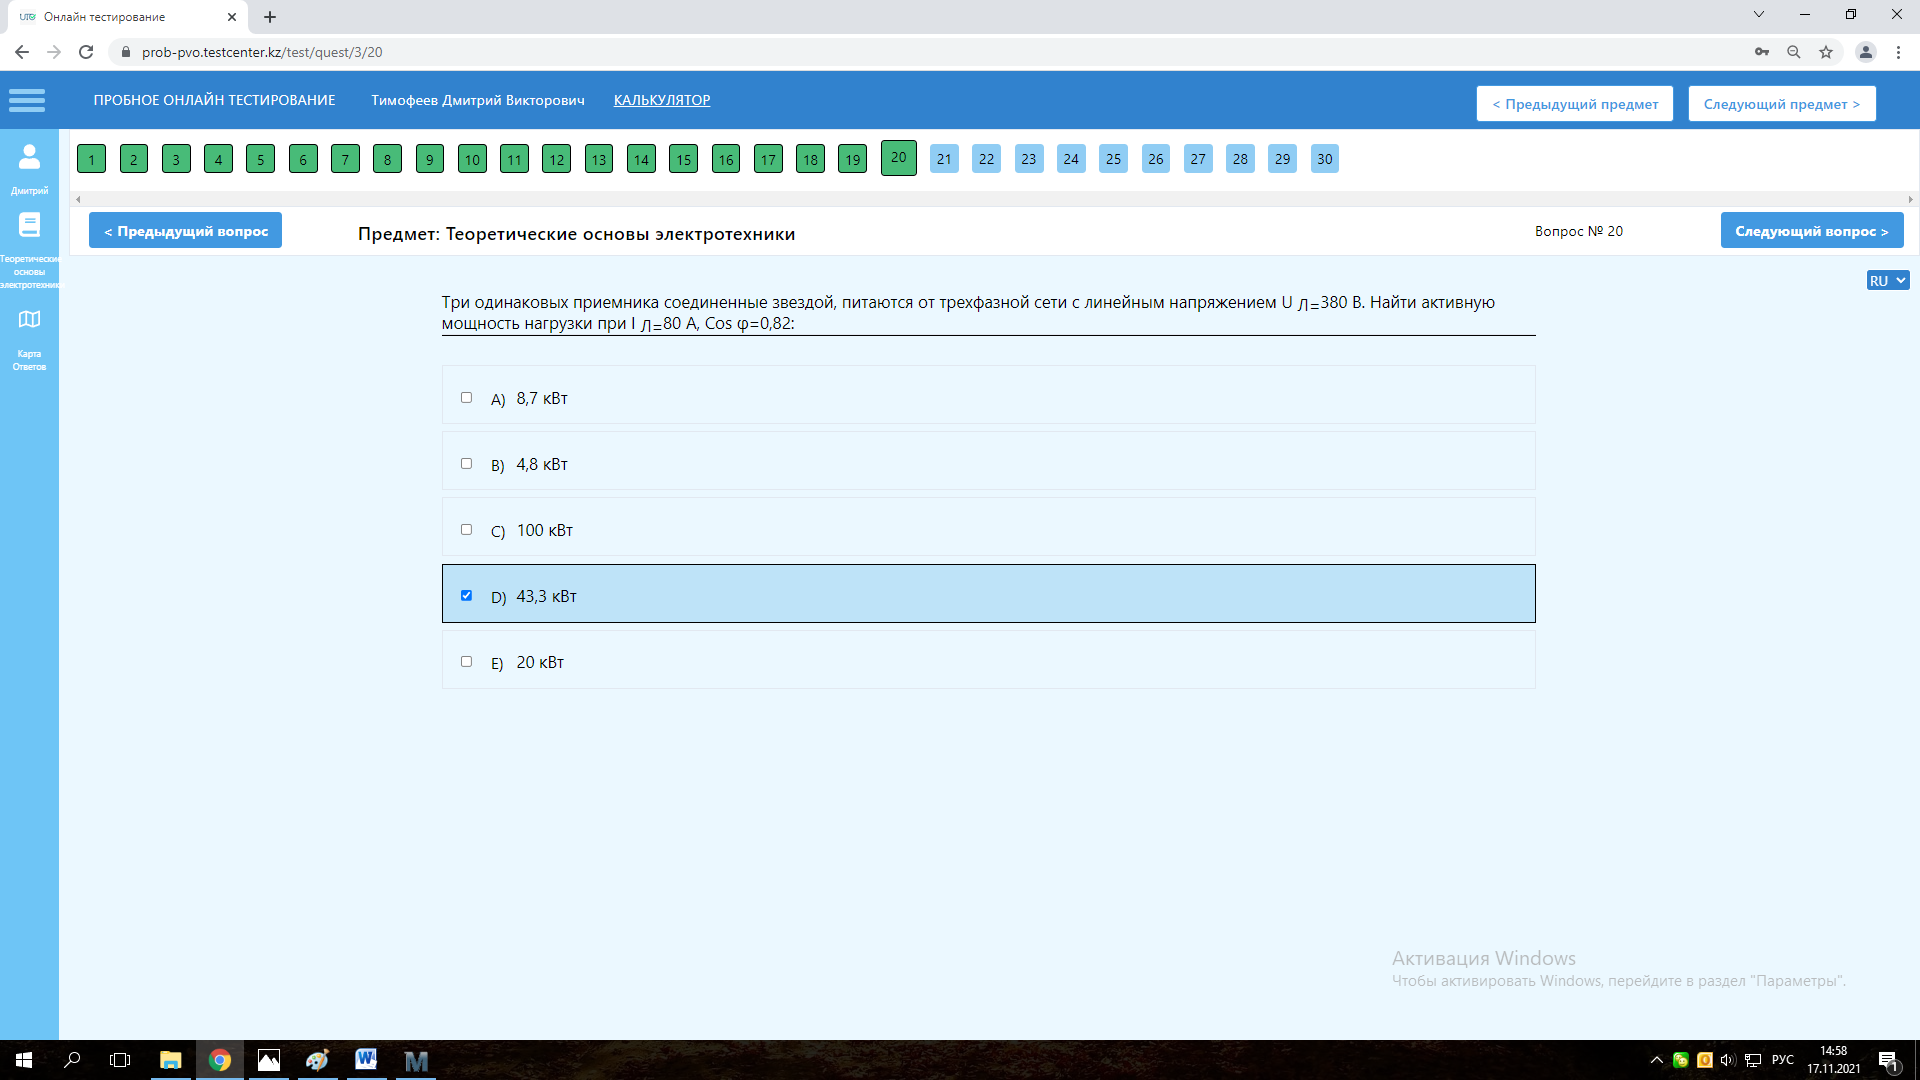 Онлайн тестирование
prob-pvo.testcenter.kz/test/quest/3/20
ПРОБНОЕ ОНЛАЙН ТЕСТИРОВАНИЕ Тимофеев Дмитрий Викторович КАЛЬКУЛЯТОР < Предыдущий предмет Следующий предмет >
1 2 3 4 5 6 7 8 9 10 11 12 13 14 15 16 17 18 19 20 21 22 23 24 25 26 27 28 29 30
Дмитрий
Теоретические
основы
электротехники
Карта
Ответов
< Предыдущий вопрос Предмет: Теоретические основы электротехники Вопрос № 20 Следующий вопрос >
RU
Три одинаковых приемника соединенные звездой, питаются от трехфазной сети с линейным напряжением U Л=380 В. Найти активную
мощность нагрузки при I Л=80 А, Cos φ=0,82:
A) 8,7 кВт
B) 4,8 кВт
C) 100 кВт
D) 43,3 кВт
E) 20 кВт
Активация Windows
Чтобы активировать Windows, перейдите в раздел "Параметры".
РУС
14:58
17.11.2021
1